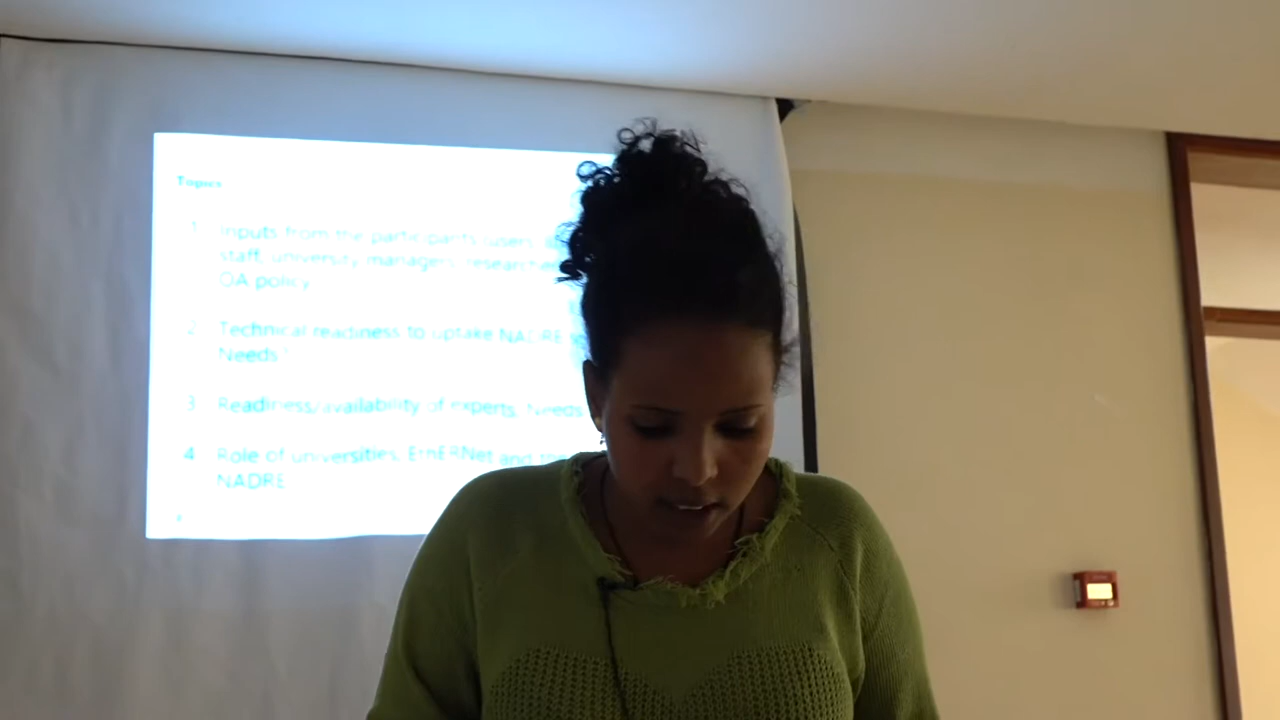 Topics
1. Inputs from the participants (users,
staff, university managers, researcher
OA policy
2. Technical readiness to uptake NADRE
Needs?
3. Readiness/availability of experts, Needs
4. Role of universities, EthERNet and
NADRE